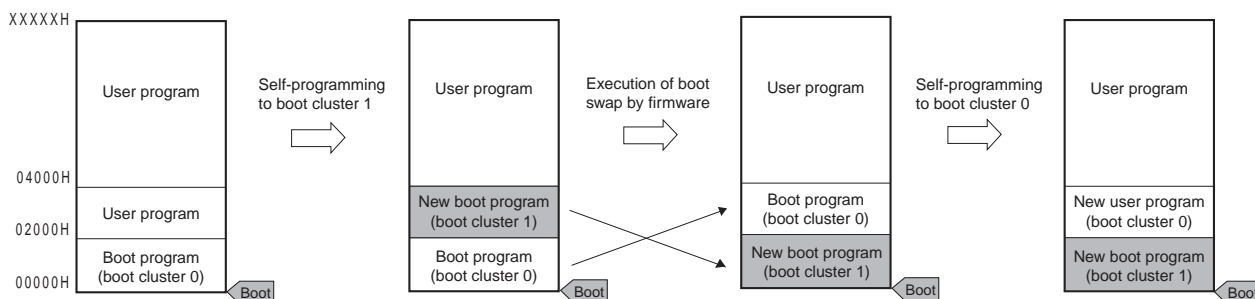 XXXXXH
User program
Self-programming
to boot cluster 1
User program
Execution of boot
swap by firmware
User program
Self-programming
to boot cluster 0
User program
04000H
User program
New boot program
(boot cluster 1)
Boot program
(boot cluster 0)
New user program
(boot cluster 0)
02000H
Boot program
(boot cluster 0)
Boot program
(boot cluster 0)
New boot program
(boot cluster 1)
New boot program
(boot cluster 1)
00000H
Boot
Boot
Boot
Boot